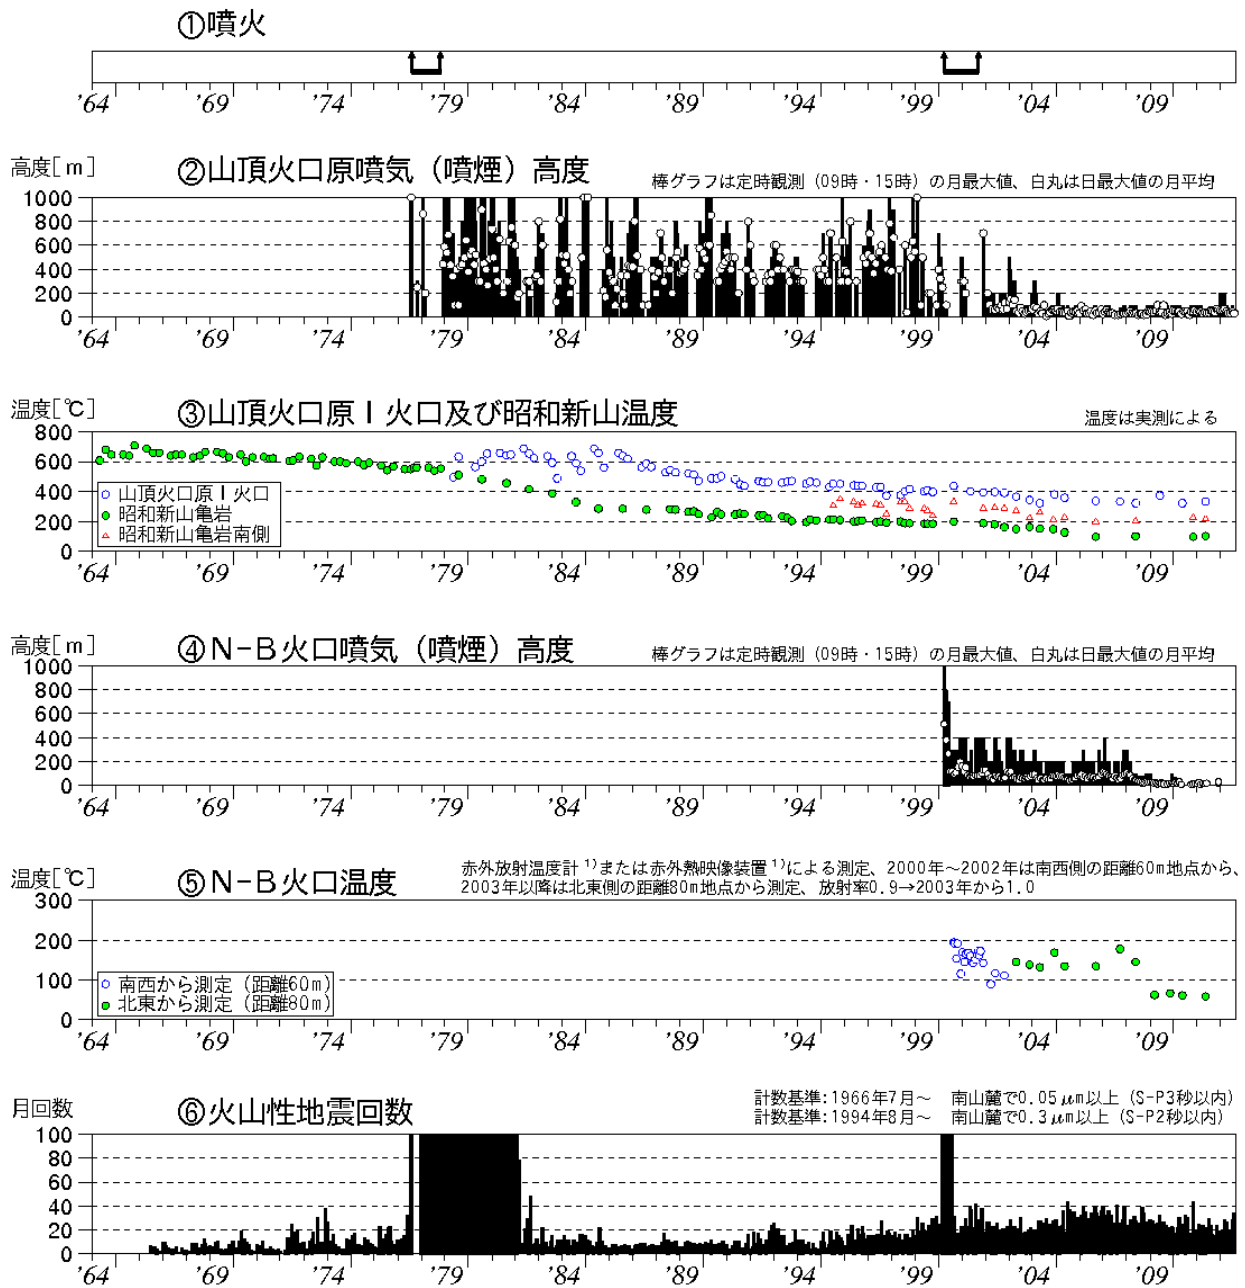 ①噴火
'64 '69 '74 '79 '84 '89 '94 '99 '04 '09
高度[m] ②山頂火口原噴気（噴煙）高度 棒グラフは定時観測（09時・15時）の月最大値、白丸は日最大値の月平均
1000
800
600
400
200
0
'64 '69 '74 '79 '84 '89 '94 '99 '04 '09
温度[℃] ③山頂火口原Ⅰ火口及び昭和新山温度 温度は実測による
800
600
400
200
0
山頂火口原Ⅰ火口
昭和新山亀岩
昭和新山亀岩南側
'64 '69 '74 '79 '84 '89 '94 '99 '04 '09
高度[m] ④N-B火口噴気（噴煙）高度 棒グラフは定時観測（09時・15時）の月最大値、白丸は日最大値の月平均
1000
800
600
400
200
0
'64 '69 '74 '79 '84 '89 '94 '99 '04 '09
温度[℃] ⑤N-B火口温度
赤外放射温度計1)または赤外熱映像装置1)による測定、2000年～2002年は南西側の距離60m地点から、
2003年以降は北東側の距離80m地点から測定、放射率0.9→2003年から1.0
300
200
100
0
南西から測定（距離60m）
北東から測定（距離80m）
'64 '69 '74 '79 '84 '89 '94 '99 '04 '09
月回数 ⑥火山性地震回数
計数基準:1966年7月～ 南山麓で0.05μm以上（S-P3秒以内）
計数基準:1994年8月～ 南山麓で0.3μm以上（S-P2秒以内）
100
80
60
40
20
0
'64 '69 '74 '79 '84 '89 '94 '99 '04 '09